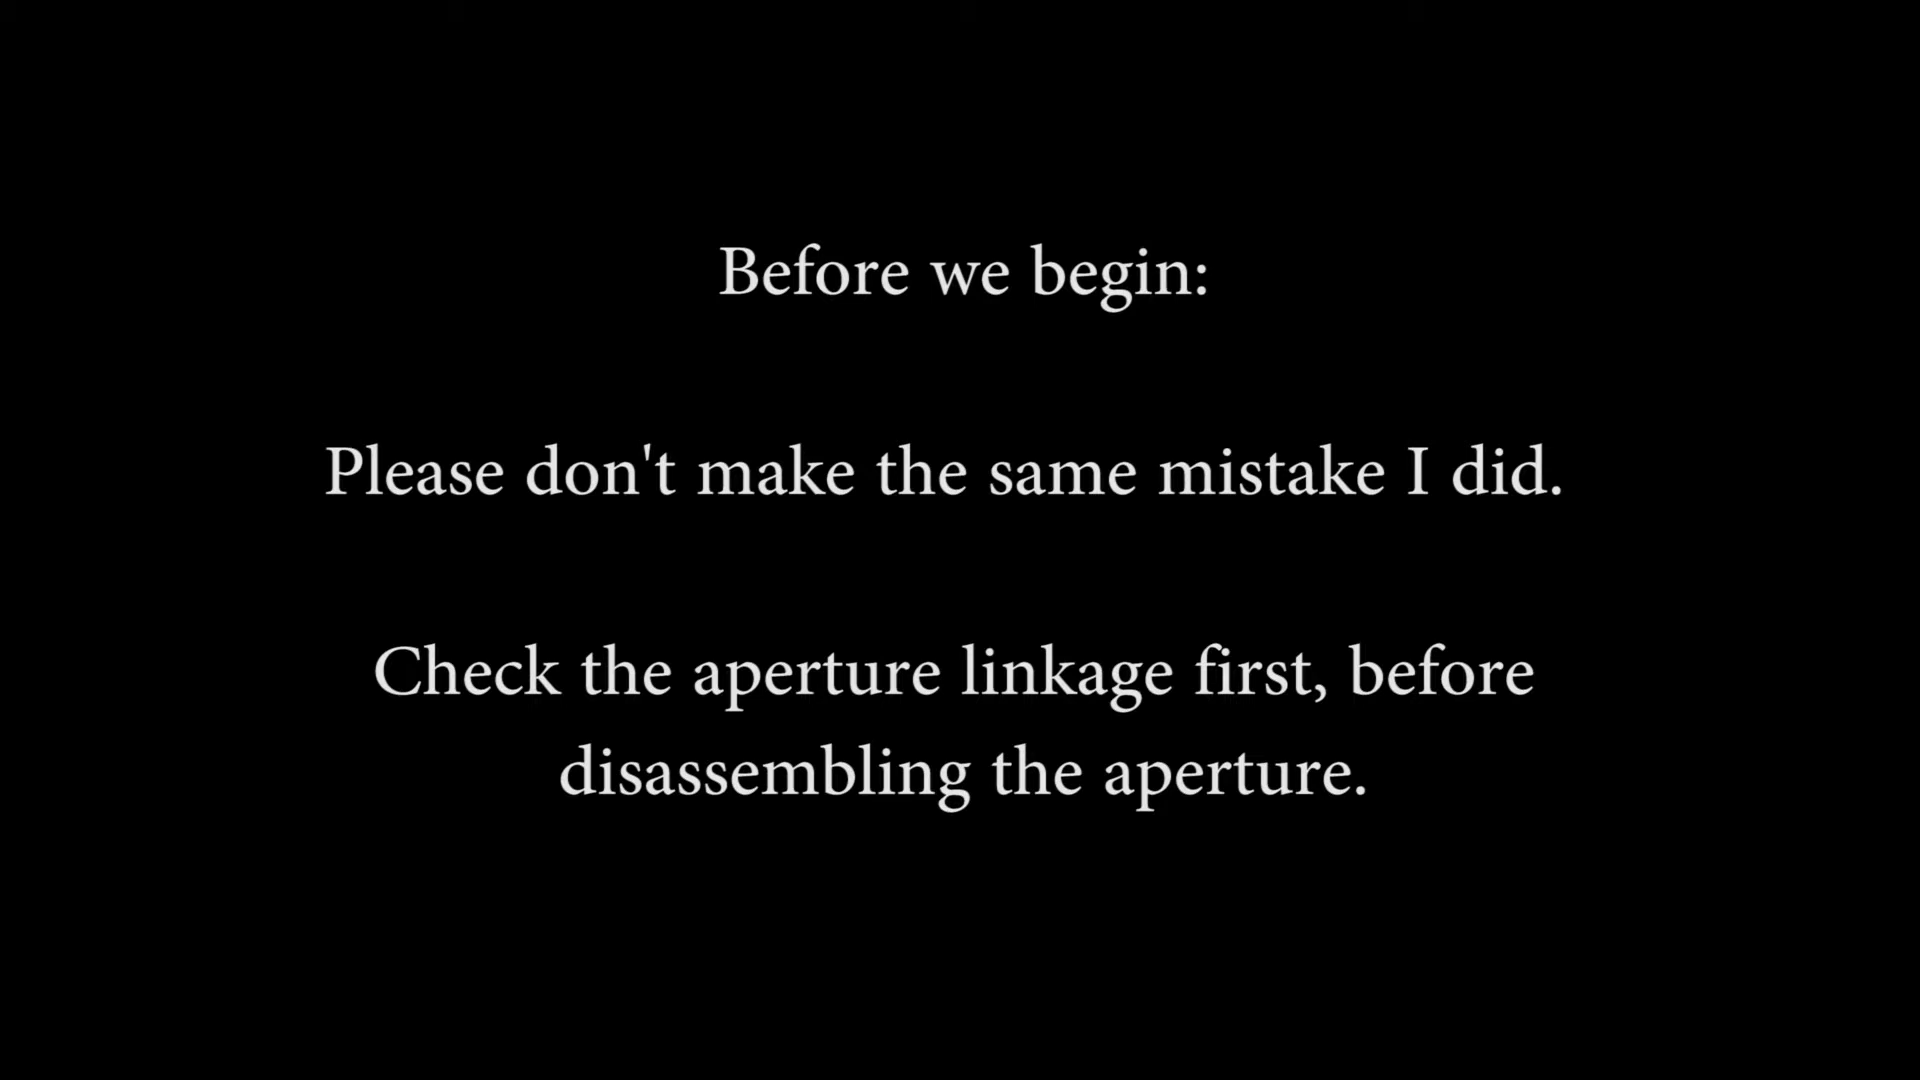 Before we begin:
Please don't make the same mistake I did.
Check the aperture linkage first, before
disassembling the aperture.